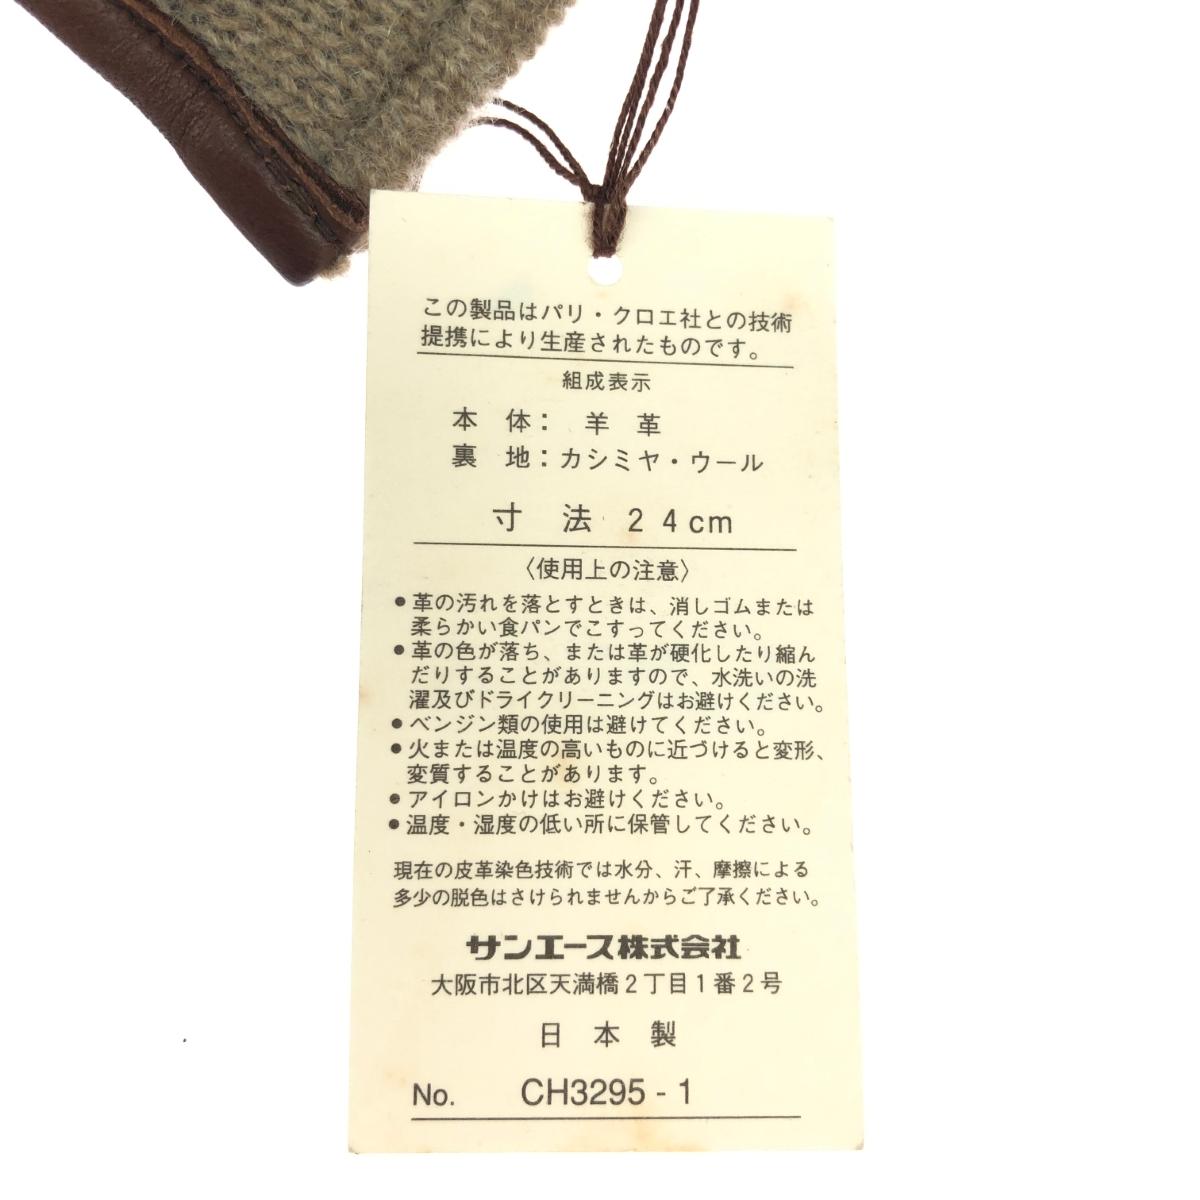 この製品はパリ・クロエ社との技術
提携により生産されたものです。
組成表示
本 体： 羊 革
裏 地：カシミヤ・ウール
寸 法 24cm
〈使用上の注意〉
●革の汚れを落とすときは、消しゴムまたは
柔らかい食パンでこすってください。
●革の色が落ち、または革が硬化したり縮ん
だりすることがありますので、水洗いの洗
濯及びドライクリーニングはお避けください。
●ベンジン類の使用は避けてください。
●火または温度の高いものに近づけると変形、
変質することがあります。
●アイロンかけはお避けください。
●温度・湿度の低い所に保管してください。
現在の皮革染色技術では水分、汗、摩擦による
多少の脱色はさけられませんからご了承ください。
サンエース株式会社
大阪市北区天満橋2丁目1番2号
日 本 製
No. CH3295-1